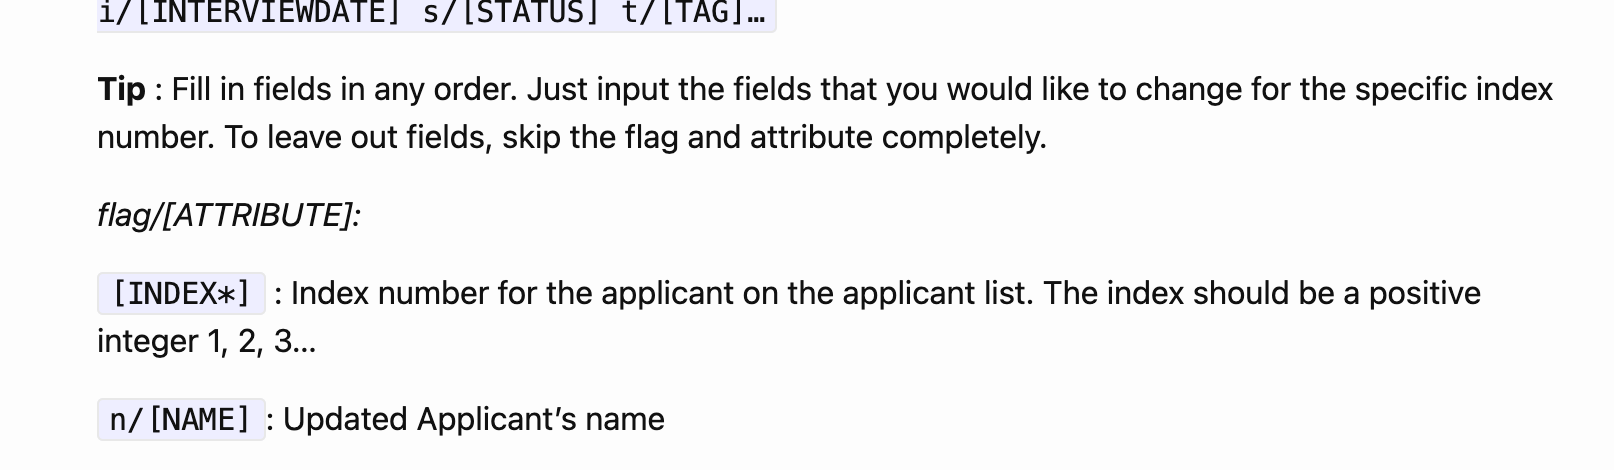 i/[INTERVIEWDATE] s/[STATUS] t/[TAG]…
Tip : Fill in fields in any order. Just input the fields that you would like to change for the specific index
number. To leave out fields, skip the flag and attribute completely.
flag/[ATTRIBUTE]:
[INDEX*] : Index number for the applicant on the applicant list. The index should be a positive
integer 1, 2, 3…
n/[NAME] : Updated Applicant’s name